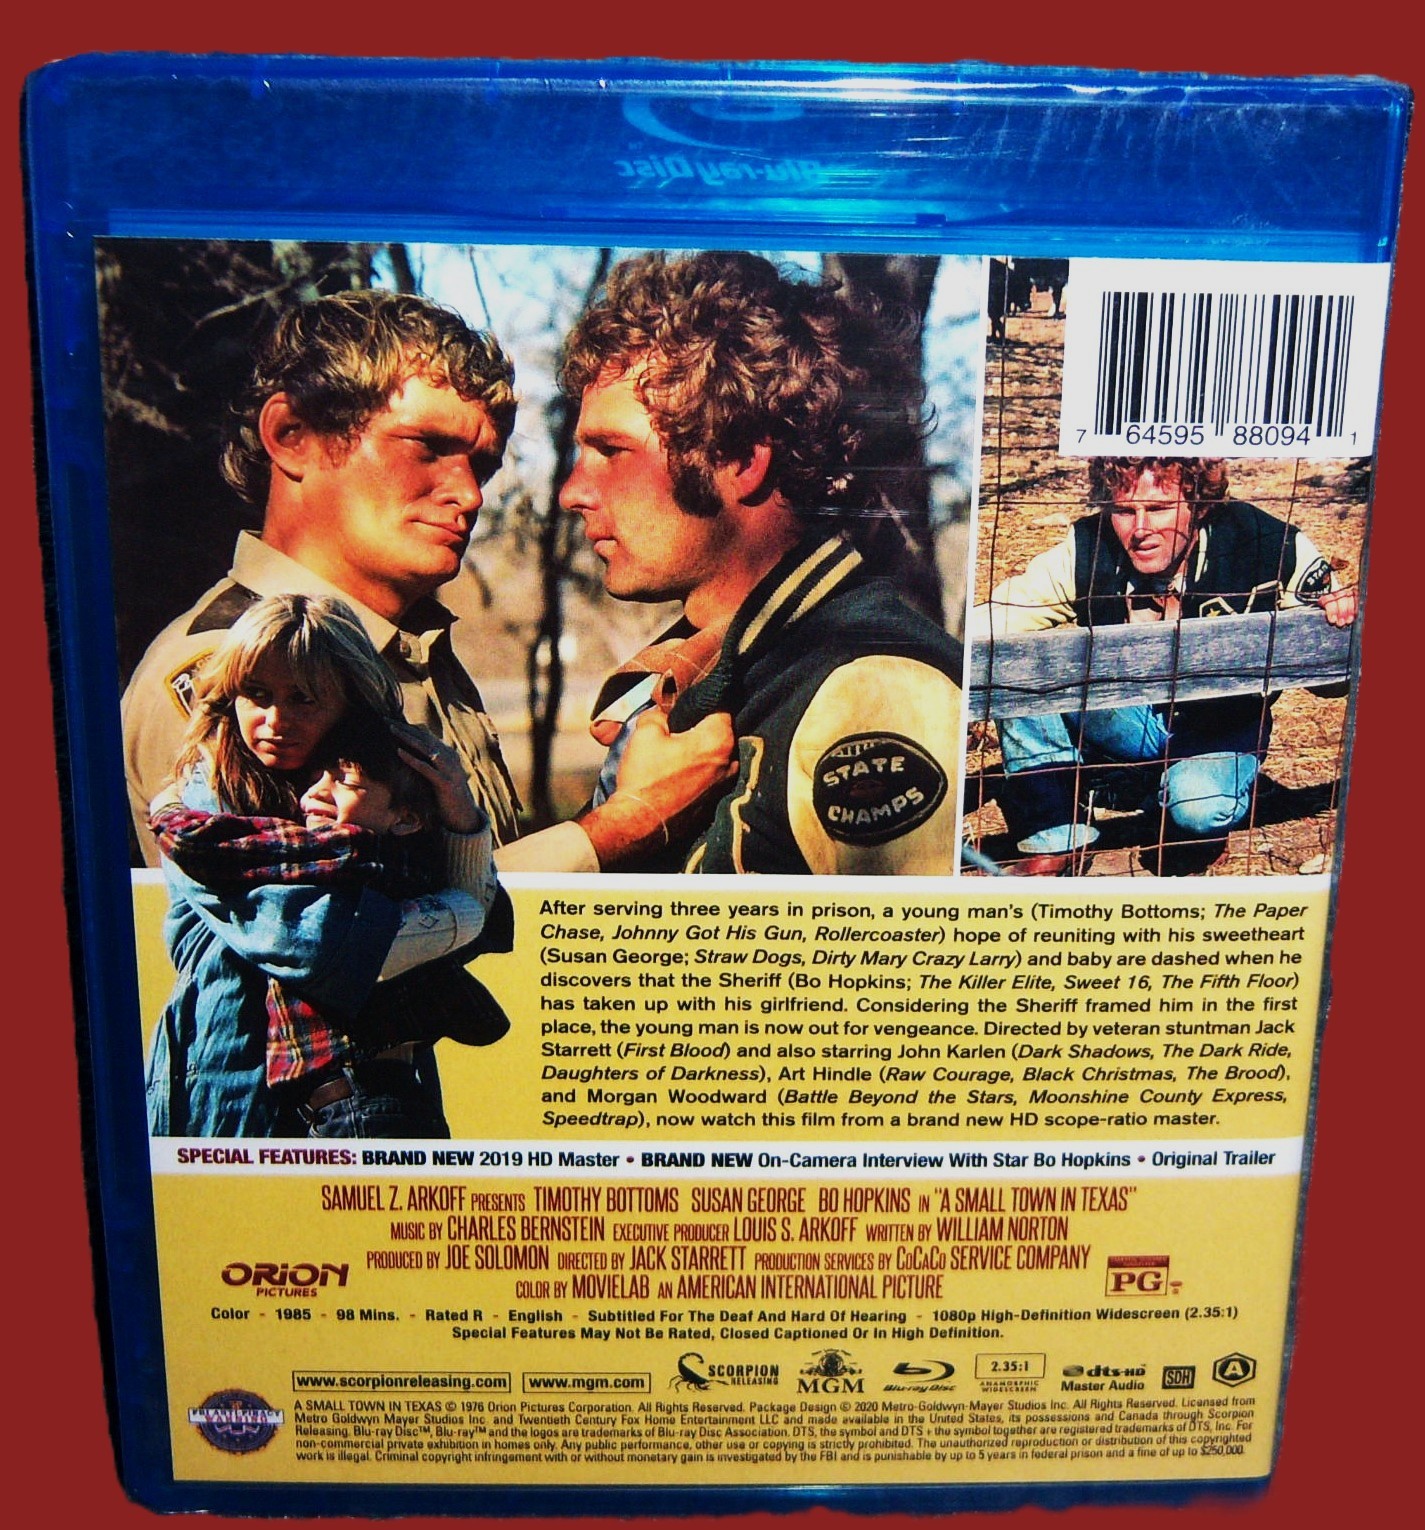 Blu-ray Disc
7 64595 88094 1
STATE
CHAMPS
STATE
After serving three years in prison, a young man's (Timothy Bottoms; The Paper
Chase, Johnny Got His Gun, Rollercoaster) hope of reuniting with his sweetheart
(Susan George; Straw Dogs, Dirty Mary Crazy Larry) and baby are dashed when he
discovers that the Sheriff (Bo Hopkins; The Killer Elite, Sweet 16, The Fifth Floor)
has taken up with his girlfriend. Considering the Sheriff framed him in the first
place, the young man is now out for vengeance. Directed by veteran stuntman Jack
Starrett (First Blood) and also starring John Karlen (Dark Shadows, The Dark Ride,
Daughters of Darkness), Art Hindle (Raw Courage, Black Christmas, The Brood),
and Morgan Woodward (Battle Beyond the Stars, Moonshine County Express,
Speedtrap), now watch this film from a brand new HD scope-ratio master.
SPECIAL FEATURES: BRAND NEW 2019 HD Master • BRAND NEW On-Camera Interview With Star Bo Hopkins • Original Trailer
SAMUEL Z. ARKOFF PRESENTS TIMOTHY BOTTOMS SUSAN GEORGE BO HOPKINS IN "A SMALL TOWN IN TEXAS"
MUSIC BY CHARLES BERNSTEIN EXECUTIVE PRODUCER LOUIS S. ARKOFF WRITTEN BY WILLIAM NORTON
PRODUCED BY JOE SOLOMON DIRECTED BY JACK STARRETT PRODUCTION SERVICES BY CoCaCo SERVICE COMPANY
COLOR BY MOVIELAB AN AMERICAN INTERNATIONAL PICTURE
ORION
PICTURES
PG
Color - 1985 - 98 Mins. - Rated R - English - Subtitled For The Deaf And Hard Of Hearing - 1080p High-Definition Widescreen (2.35:1)
Special Features May Not Be Rated, Closed Captioned Or In High Definition.
www.scorpionreleasing.com www.mgm.com SCORPION RELEASING MGM Blu-ray Disc 2.35:1 ANAMORPHIC WIDESCREEN dts-HD Master Audio SDH A
A SMALL TOWN IN TEXAS © 1976 Orion Pictures Corporation. All Rights Reserved. Package Design © 2020 Metro-Goldwyn-Mayer Studios Inc. All Rights Reserved. Licensed from
Metro Goldwyn Mayer Studios Inc. and Twentieth Century Fox Home Entertainment LLC and made available in the United States, its possessions and Canada through Scorpion
Releasing. Blu-ray Disc™, Blu-ray™ and the logos are trademarks of Blu-ray Disc Association. DTS, the symbol and DTS + the symbol together are registered trademarks of DTS, Inc. For
non-commercial private exhibition in homes only. Any public performance, other use or copying is strictly prohibited. The unauthorized reproduction or distribution of this copyrighted
work is illegal. Criminal copyright infringement with or without monetary gain is investigated by the FBI and is punishable by up to 5 years in federal prison and a fine of up to $250,000.